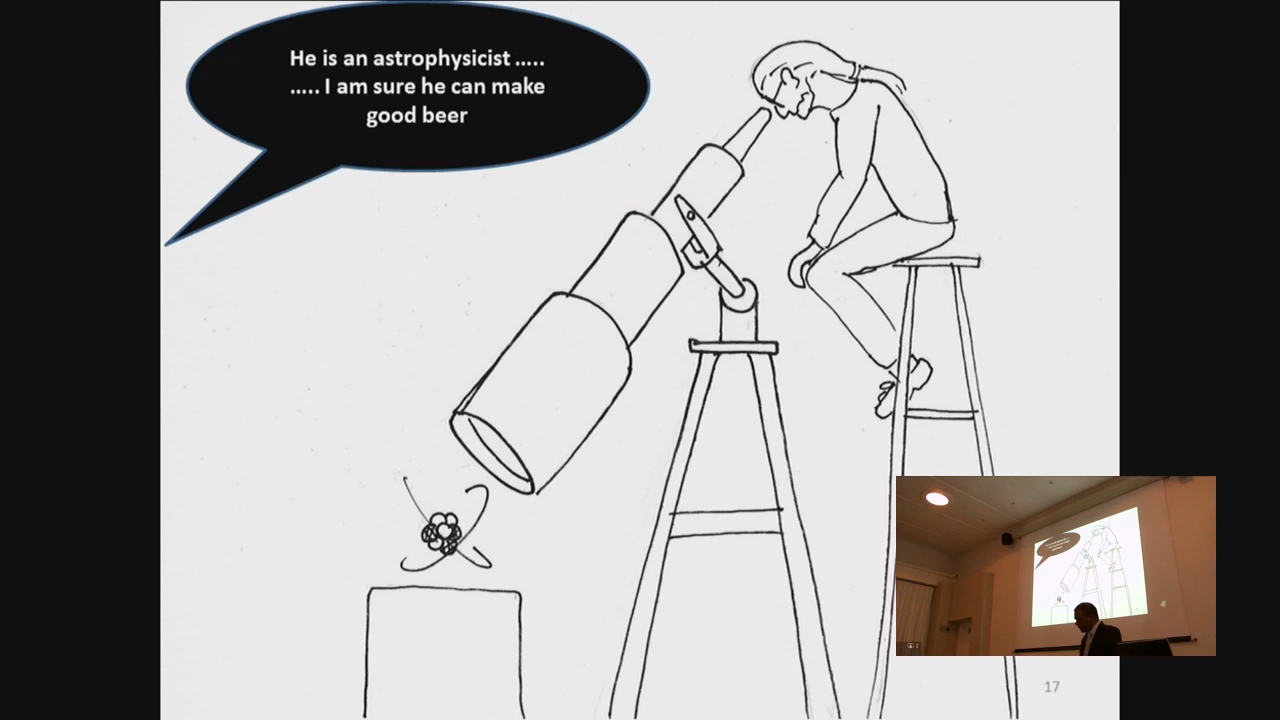 He is an astrophysicist .....
..... I am sure he can make
good beer
17